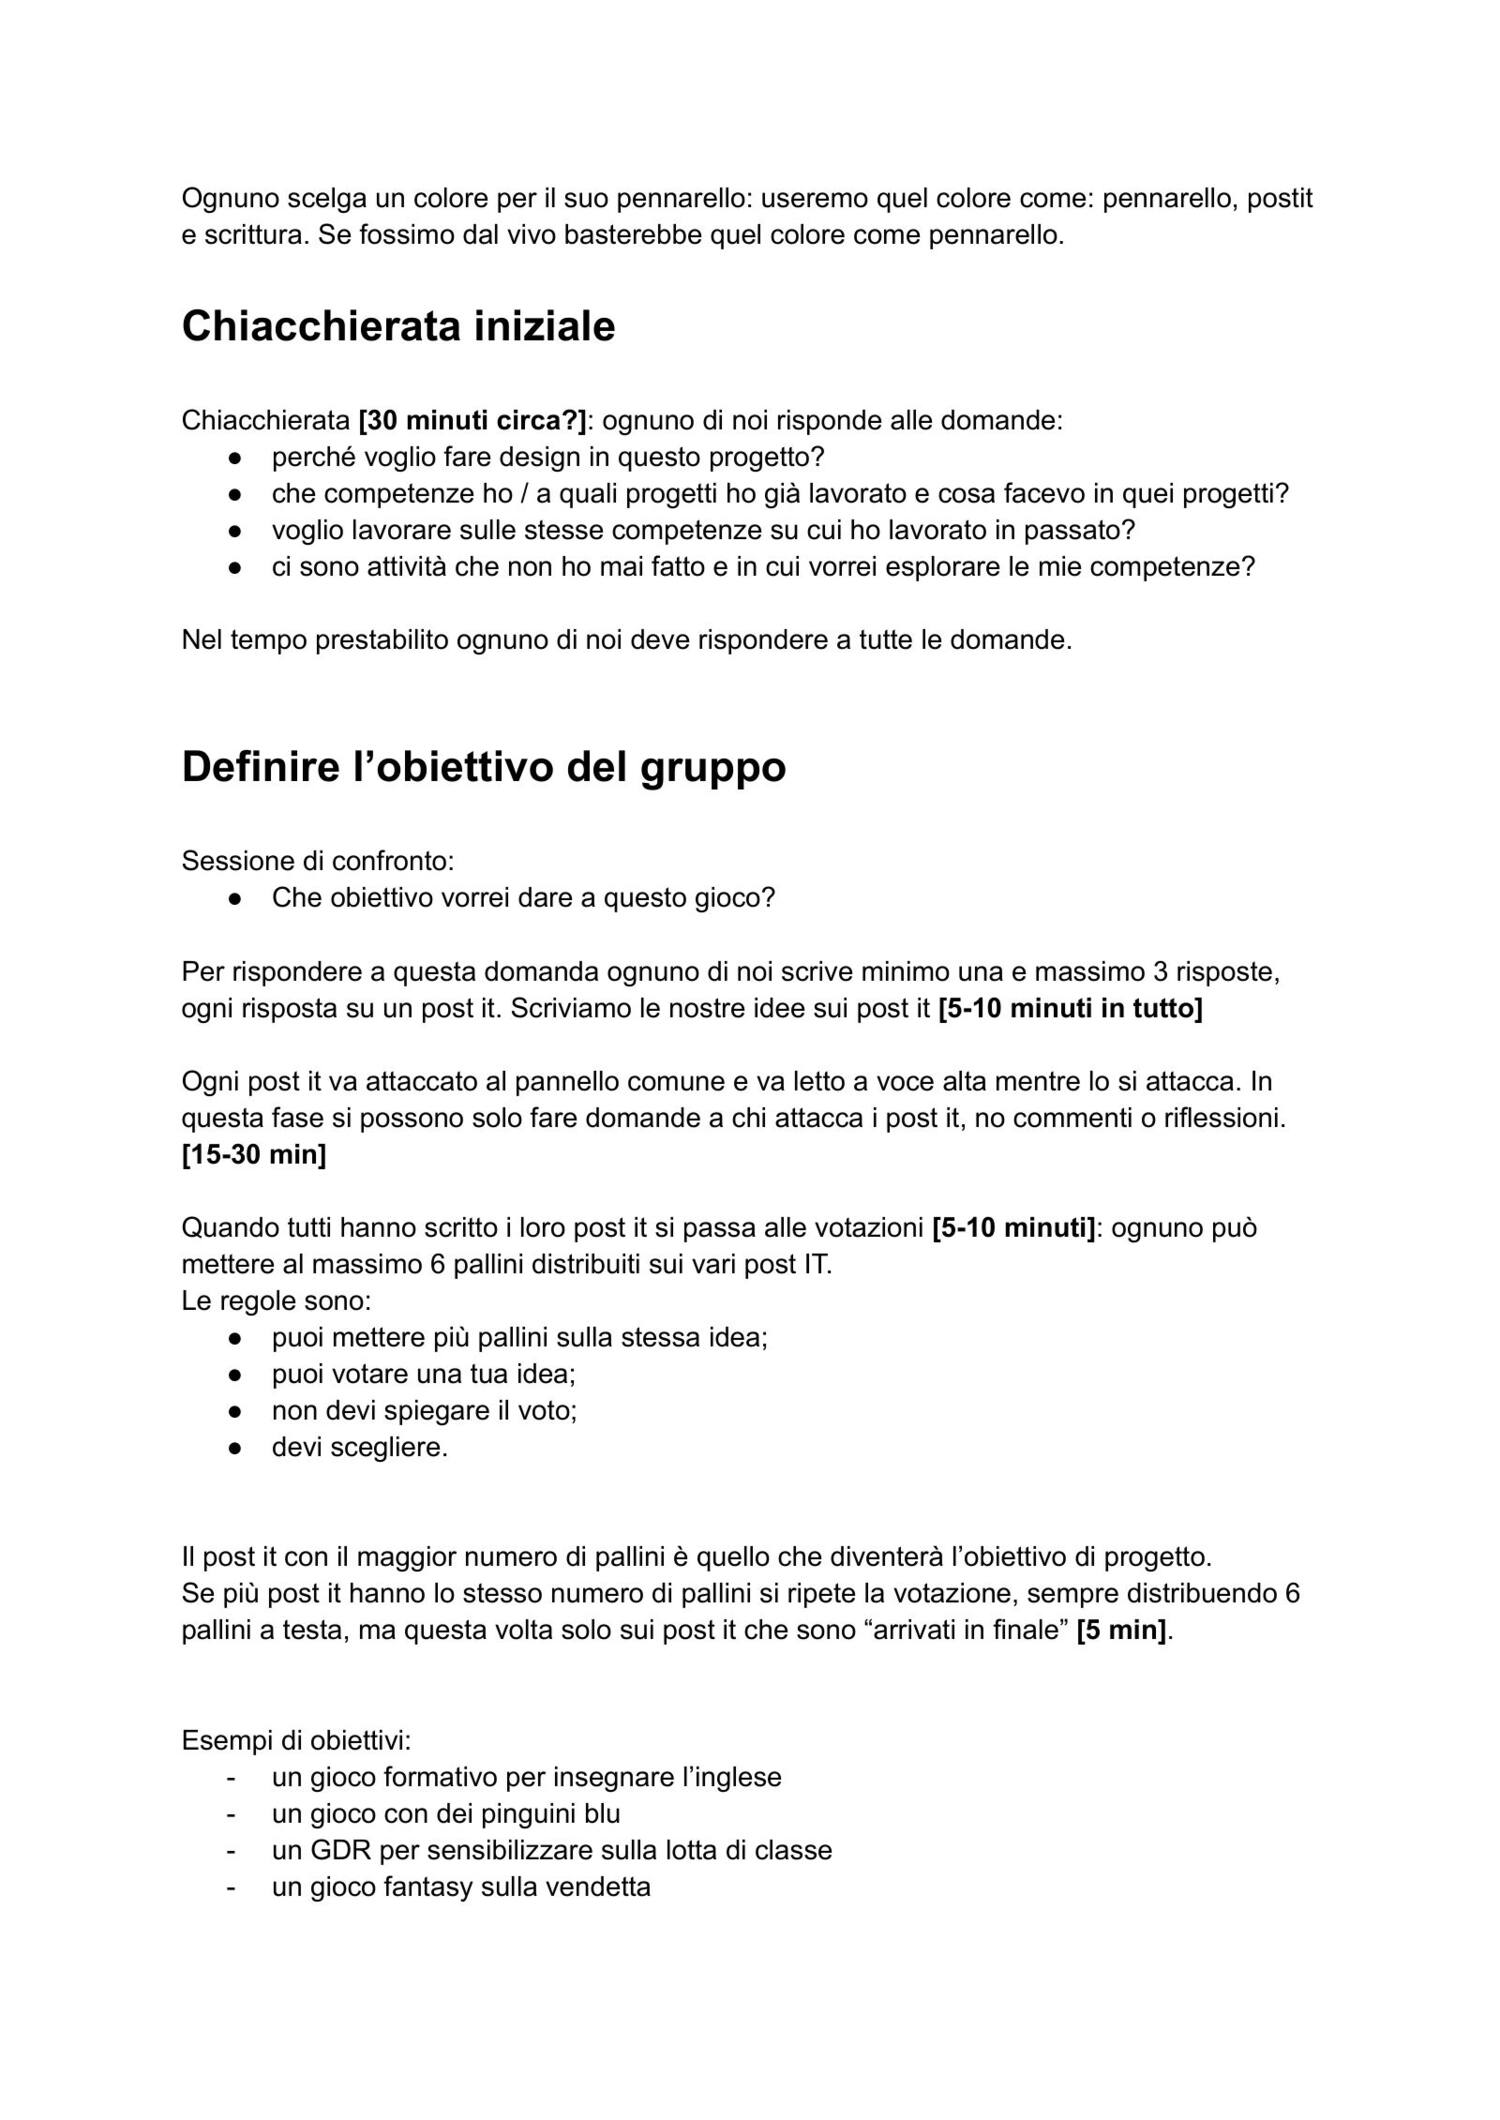 Ognuno scelga un colore per il suo pennarello: useremo quel colore come: pennarello, postit
e scrittura. Se fossimo dal vivo basterebbe quel colore come pennarello.
Chiacchierata iniziale
Chiacchierata [30 minuti circa?]: ognuno di noi risponde alle domande:
● perché voglio fare design in questo progetto?
● che competenze ho / a quali progetti ho già lavorato e cosa facevo in quei progetti?
● voglio lavorare sulle stesse competenze su cui ho lavorato in passato?
● ci sono attività che non ho mai fatto e in cui vorrei esplorare le mie competenze?
Nel tempo prestabilito ognuno di noi deve rispondere a tutte le domande.
Definire l’obiettivo del gruppo
Sessione di confronto:
● Che obiettivo vorrei dare a questo gioco?
Per rispondere a questa domanda ognuno di noi scrive minimo una e massimo 3 risposte,
ogni risposta su un post it. Scriviamo le nostre idee sui post it [5-10 minuti in tutto]
Ogni post it va attaccato al pannello comune e va letto a voce alta mentre lo si attacca. In
questa fase si possono solo fare domande a chi attacca i post it, no commenti o riflessioni.
[15-30 min]
Quando tutti hanno scritto i loro post it si passa alle votazioni [5-10 minuti]: ognuno può
mettere al massimo 6 pallini distribuiti sui vari post IT.
Le regole sono:
● puoi mettere più pallini sulla stessa idea;
● puoi votare una tua idea;
● non devi spiegare il voto;
● devi scegliere.
Il post it con il maggior numero di pallini è quello che diventerà l’obiettivo di progetto.
Se più post it hanno lo stesso numero di pallini si ripete la votazione, sempre distribuendo 6
pallini a testa, ma questa volta solo sui post it che sono “arrivati in finale” [5 min].
Esempi di obiettivi:
- un gioco formativo per insegnare l’inglese
- un gioco con dei pinguini blu
- un GDR per sensibilizzare sulla lotta di classe
- un gioco fantasy sulla vendetta